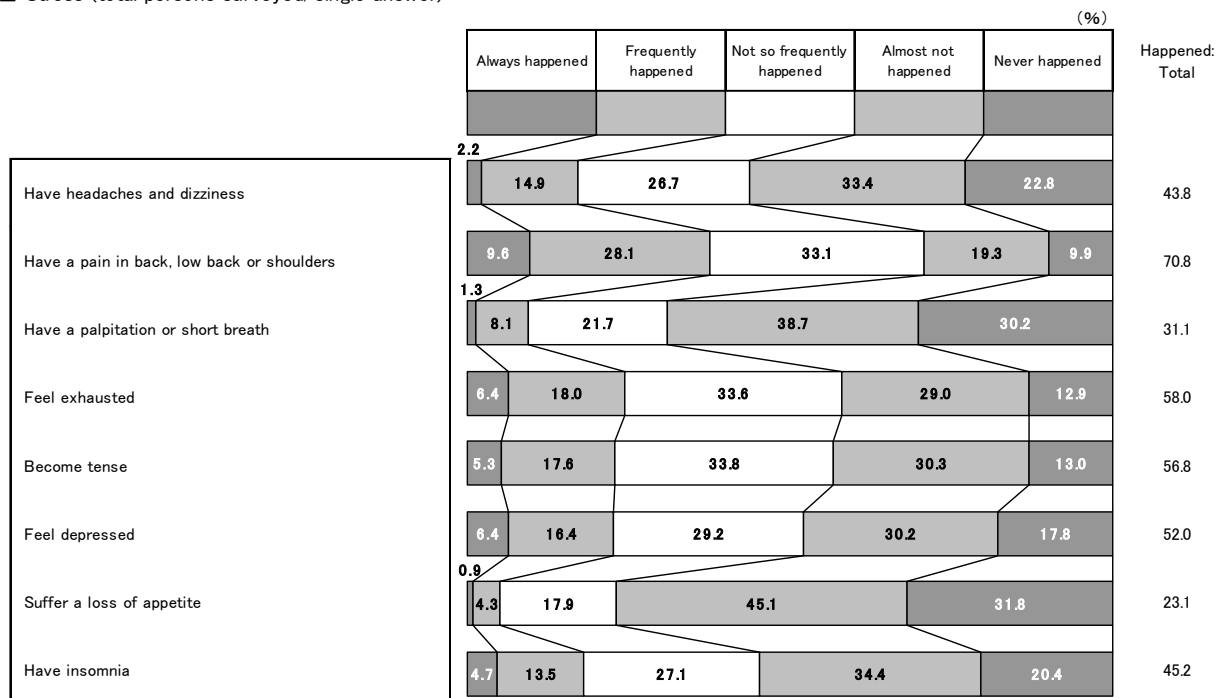 Stress (total persons surveyed/ single answer)
(%)
Always happened
Frequently
happened
Not so frequently
happened
Almost not
happened
Never happened
Happened:
Total
Have headaches and dizziness
2.2
14.9
26.7
33.4
22.8
43.8
Have a pain in back, low back or shoulders
9.6
28.1
33.1
19.3
9.9
70.8
Have a palpitation or short breath
1.3
8.1
21.7
38.7
30.2
31.1
Feel exhausted
6.4
18.0
33.6
29.0
12.9
58.0
Become tense
5.3
17.6
33.8
30.3
13.0
56.8
Feel depressed
6.4
16.4
29.2
30.2
17.8
52.0
Suffer a loss of appetite
0.9
4.3
17.9
45.1
31.8
23.1
Have insomnia
4.7
13.5
27.1
34.4
20.4
45.2